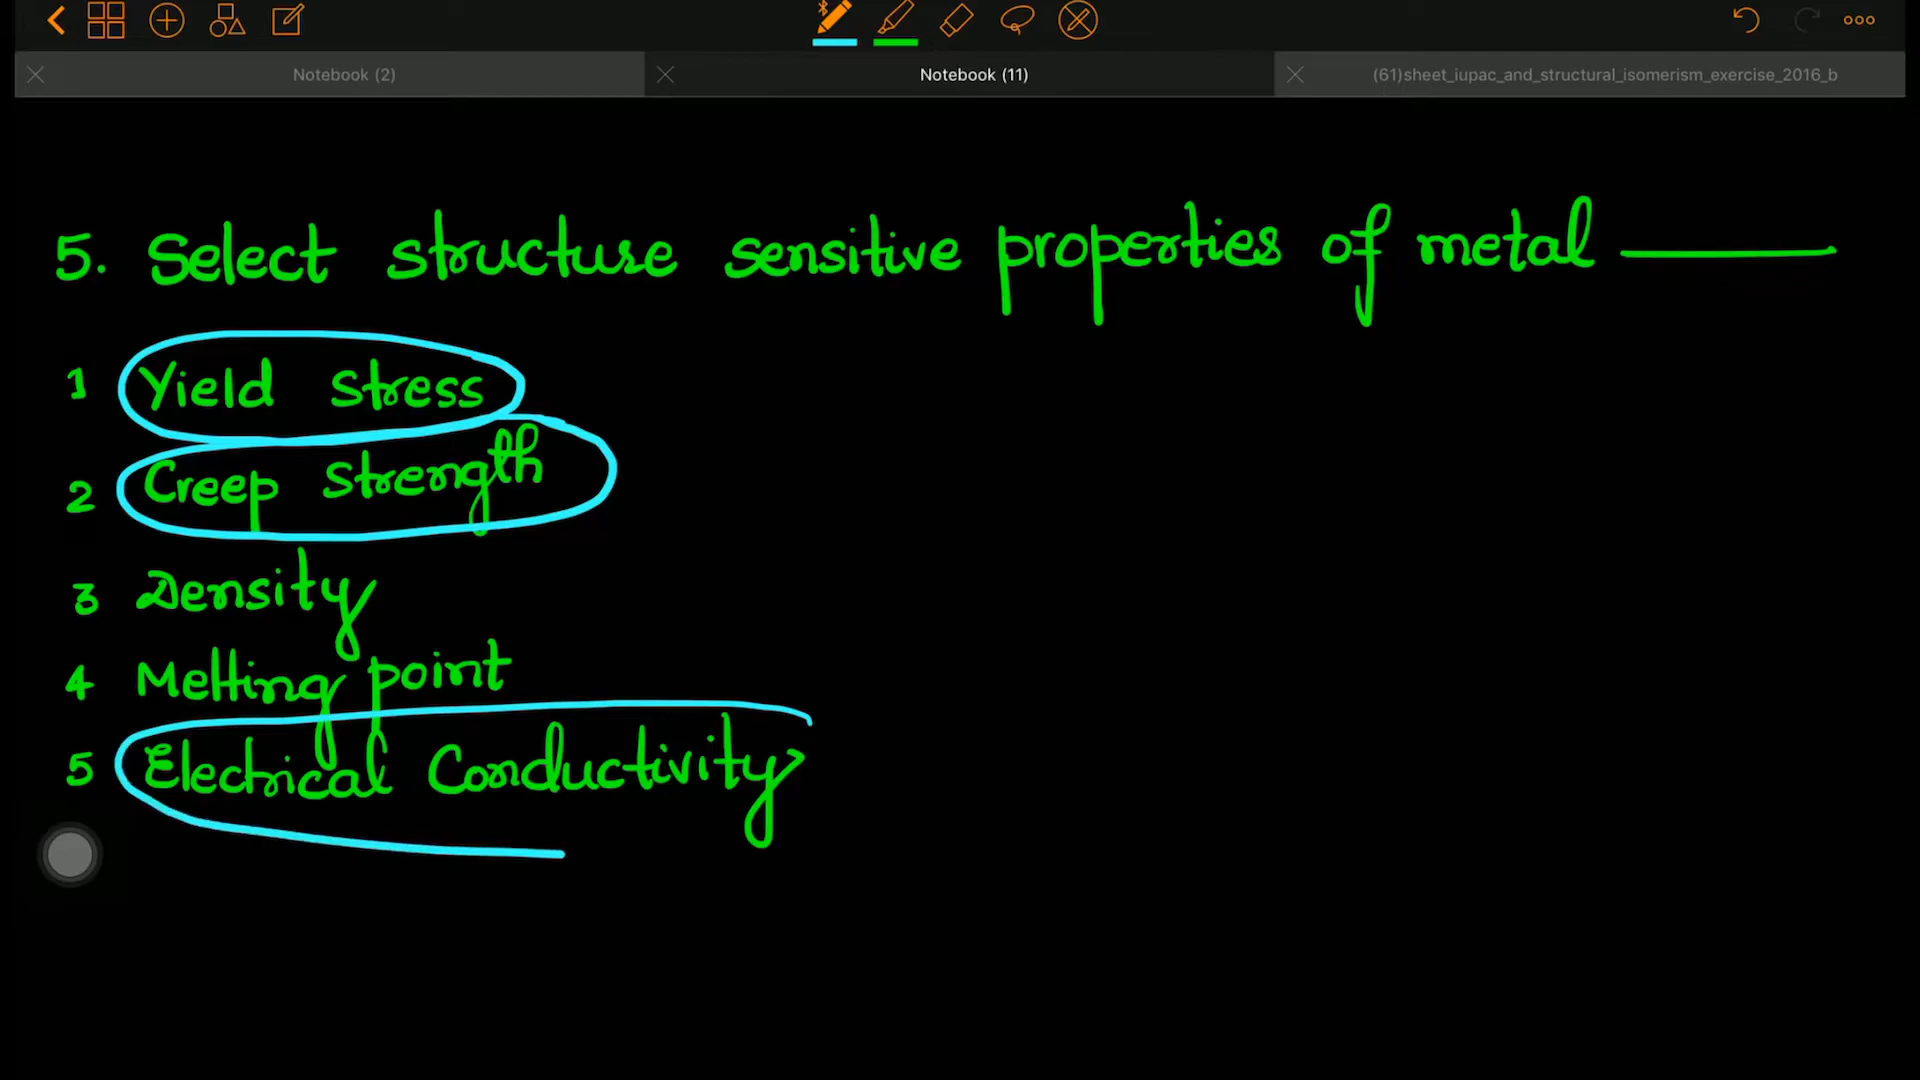 Notebook (2)
Notebook (11)
(61)sheet_iupac_and_structural_isomerism_exercise_2016_b
5. Select structure sensitive properties of metal ______
1 Yield stress
2 Creep strength
3 Density
4 Melting point
5 Electrical Conductivity